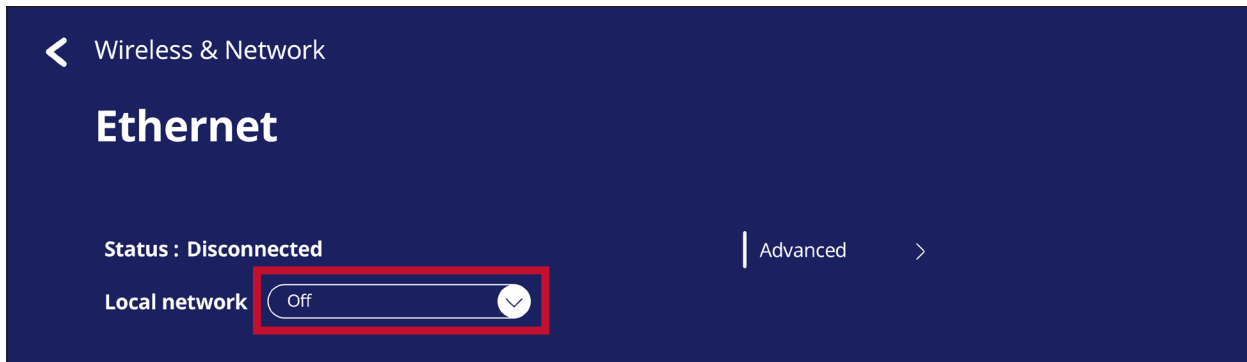 Wireless & Network
Ethernet
Status : Disconnected
Advanced
Local network
Off